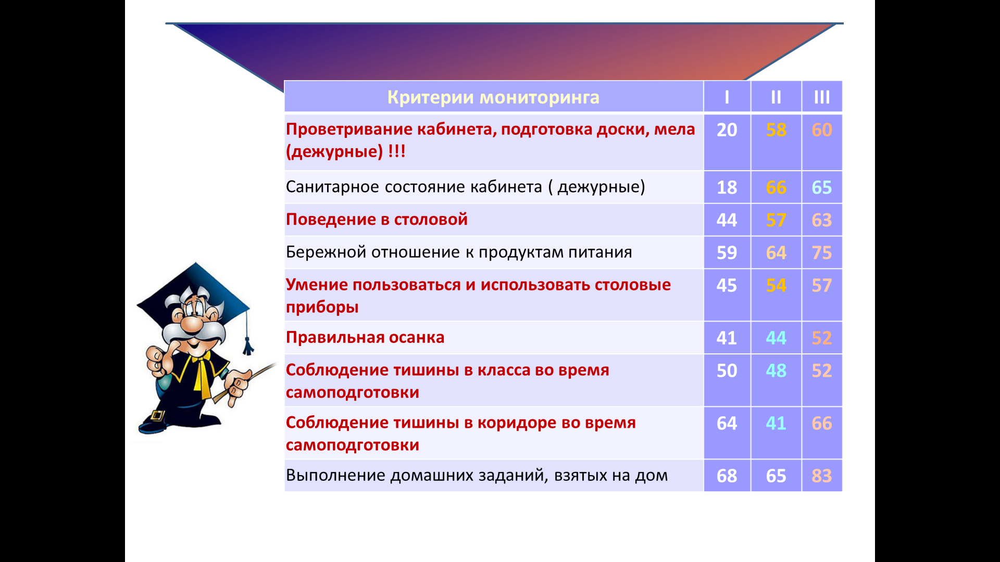 Критерии мониторинга I II III
Проветривание кабинета, подготовка доски, мела 20 58 60
(дежурные) !!!
Санитарное состояние кабинета ( дежурные) 18 66 65
Поведение в столовой 44 57 63
Бережной отношение к продуктам питания 59 64 75
Умение пользоваться и использовать столовые 45 54 57
приборы
Правильная осанка 41 44 52
Соблюдение тишины в класса во время 50 48 52
самоподготовки
Соблюдение тишины в коридоре во время 64 41 66
самоподготовки
Выполнение домашних заданий, взятых на дом 68 65 83